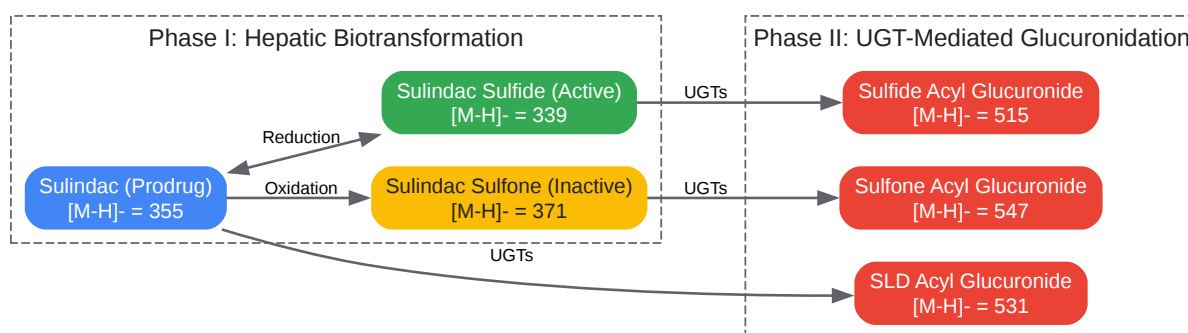 Phase I: Hepatic Biotransformation
Phase II: UGT-Mediated Glucuronidation
Sulindac Sulfide (Active)
[M-H]- = 339
UGTs
Sulfide Acyl Glucuronide
[M-H]- = 515
Reduction
Sulindac (Prodrug)
[M-H]- = 355
Oxidation
Sulindac Sulfone (Inactive)
[M-H]- = 371
UGTs
Sulfone Acyl Glucuronide
[M-H]- = 547
UGTs
SLD Acyl Glucuronide
[M-H]- = 531